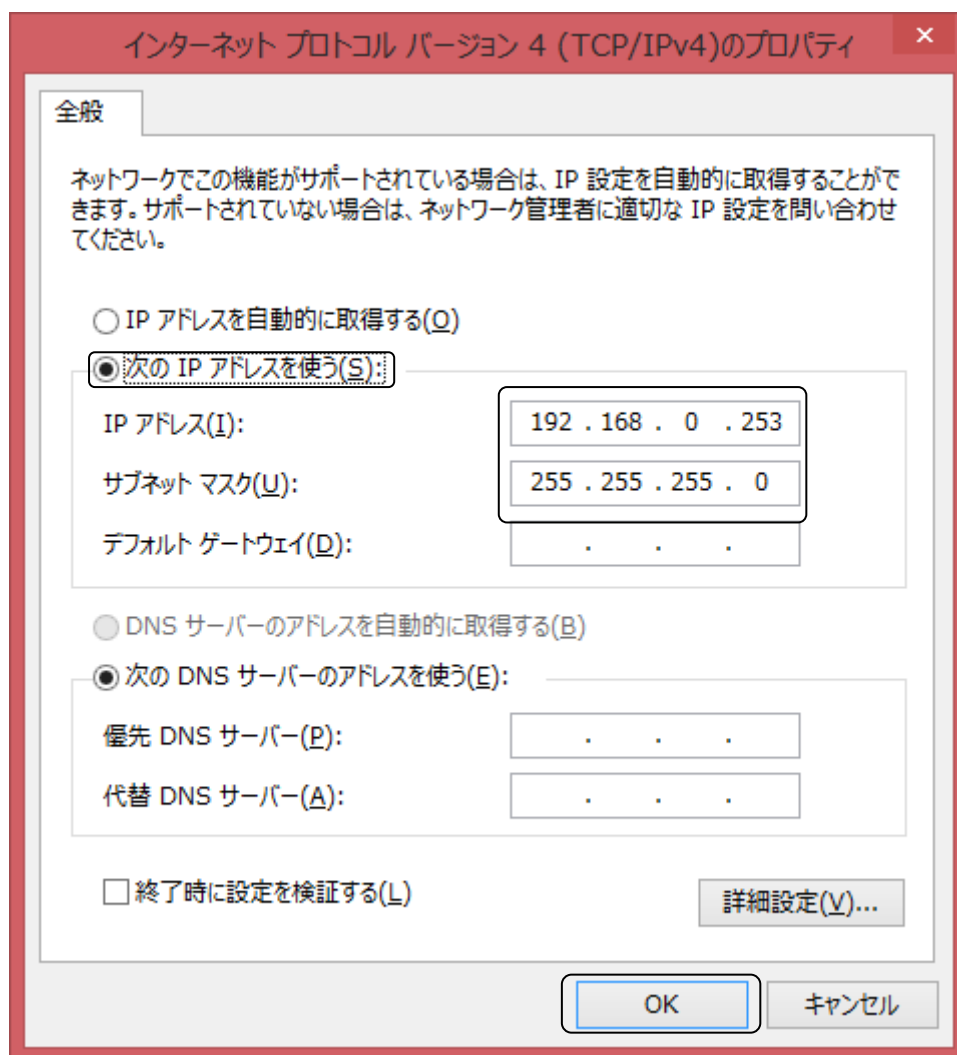 インターネット プロトコル バージョン 4 (TCP/IPv4)のプロパティ
×
全般
ネットワークでこの機能がサポートされている場合は、IP 設定を自動的に取得することがで
きます。サポートされていない場合は、ネットワーク管理者に適切な IP 設定を問い合わせ
てください。
IP アドレスを自動的に取得する(O)
次の IP アドレスを使う(S):
IP アドレス(I): 192 . 168 . 0 . 253
サブネット マスク(U): 255 . 255 . 255 . 0
デフォルト ゲートウェイ(D): . . .
DNS サーバーのアドレスを自動的に取得する(B)
次の DNS サーバーのアドレスを使う(E):
優先 DNS サーバー(P): . . .
代替 DNS サーバー(A): . . .
終了時に設定を検証する(L)
詳細設定(V)...
OK キャンセル